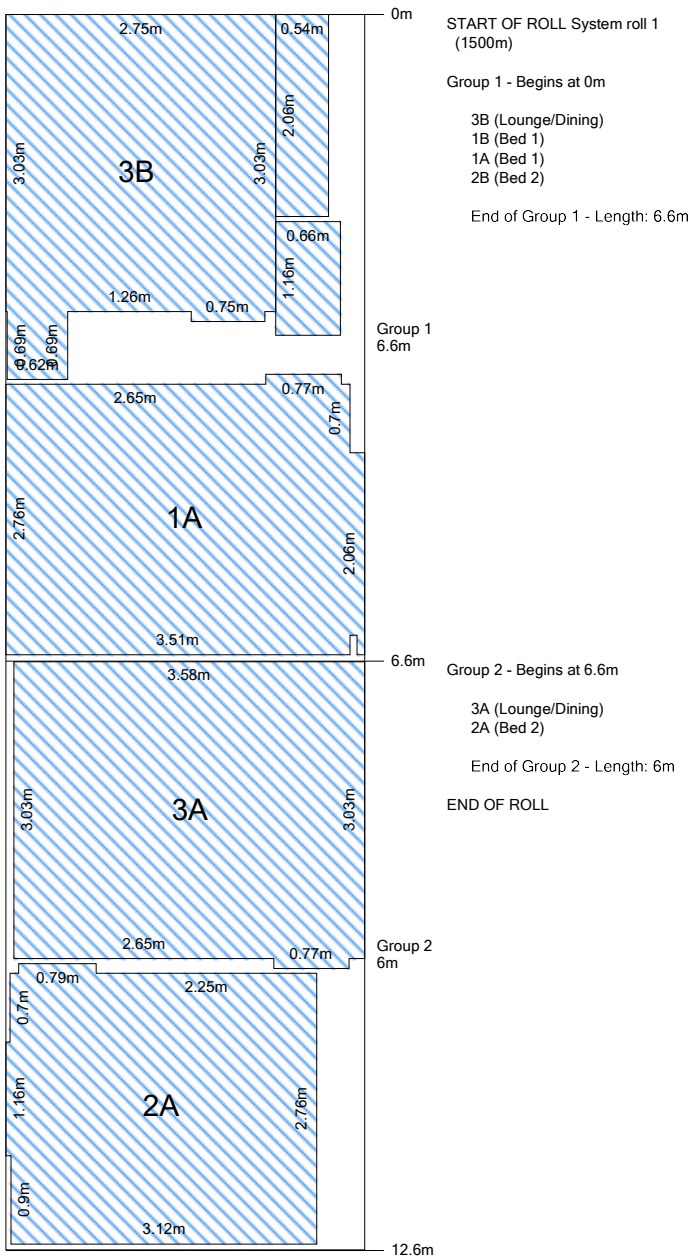 0m
START OF ROLL System roll 1
(1500m)
Group 1 - Begins at 0m
3B (Lounge/Dining)
1B (Bed 1)
1A (Bed 1)
2B (Bed 2)
End of Group 1 - Length: 6.6m
2.75m
0.54m
2.06m
3.03m
3B
3.03m
0.66m
1.16m
1.26m
0.75m
0.69m
0.69m
0.62m
Group 1
6.6m
2.65m
0.77m
0.7m
2.76m
1A
2.06m
3.51m
6.6m
Group 2 - Begins at 6.6m
3A (Lounge/Dining)
2A (Bed 2)
End of Group 2 - Length: 6m
END OF ROLL
3.58m
3.03m
3A
3.03m
2.65m
0.77m
Group 2
6m
0.79m
2.25m
0.7m
1.16m
2A
2.76m
0.9m
3.12m
12.6m